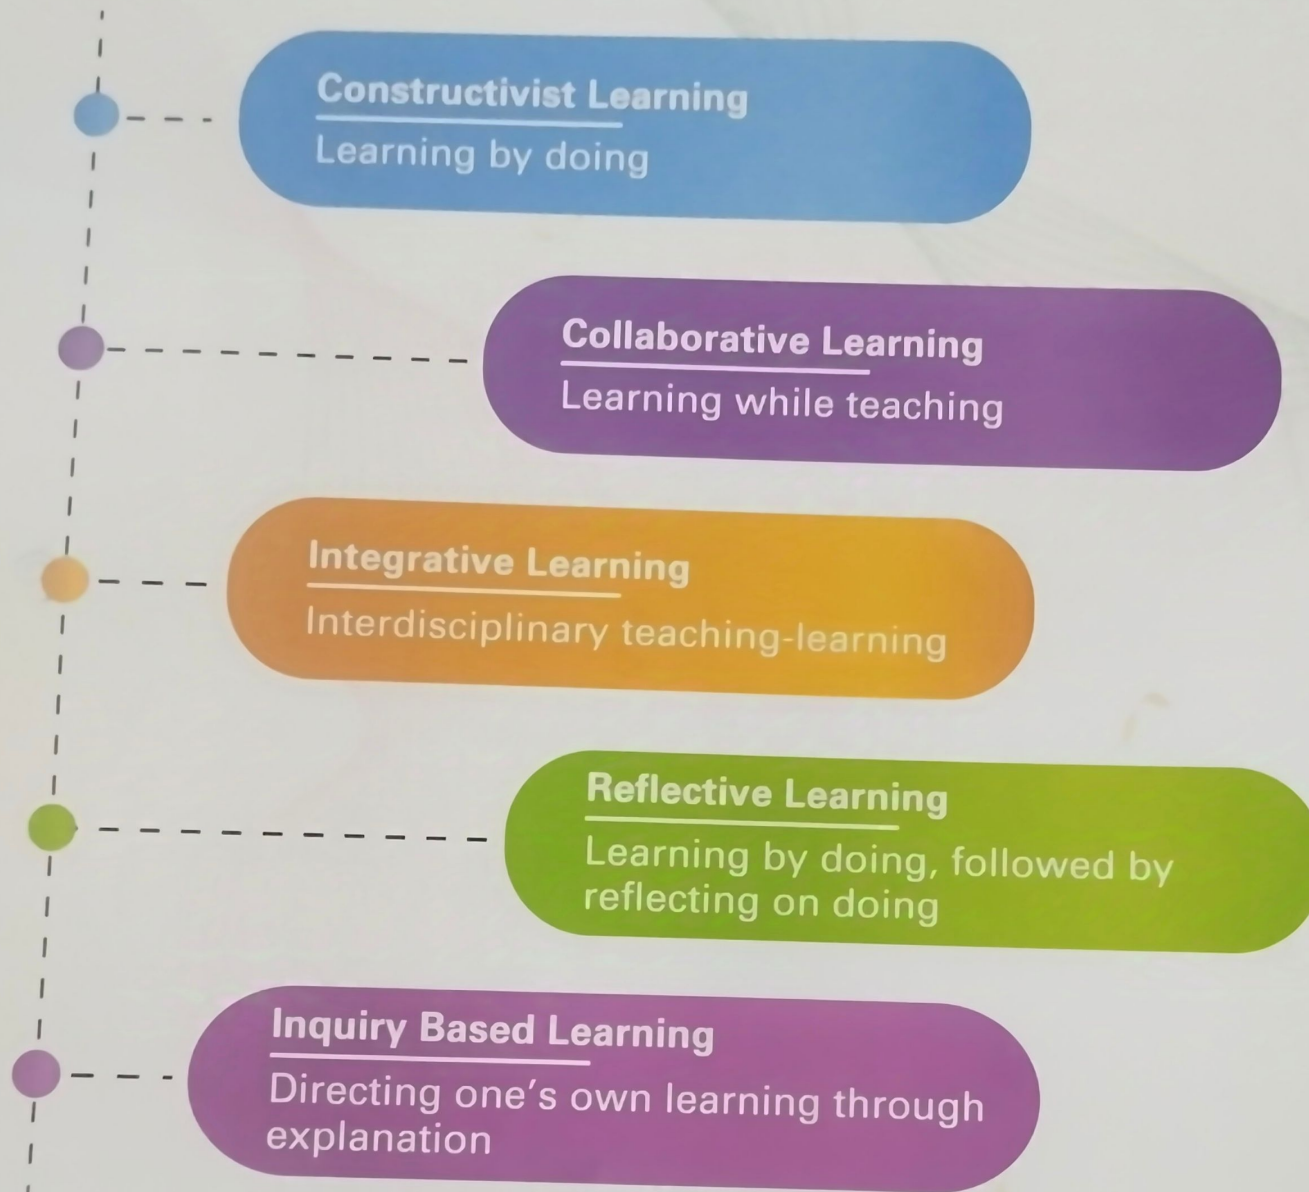 Constructivist Learning
Learning by doing
Collaborative Learning
Learning while teaching
Integrative Learning
Interdisciplinary teaching-learning
Reflective Learning
Learning by doing, followed by
reflecting on doing
Inquiry Based Learning
Directing one's own learning through
explanation